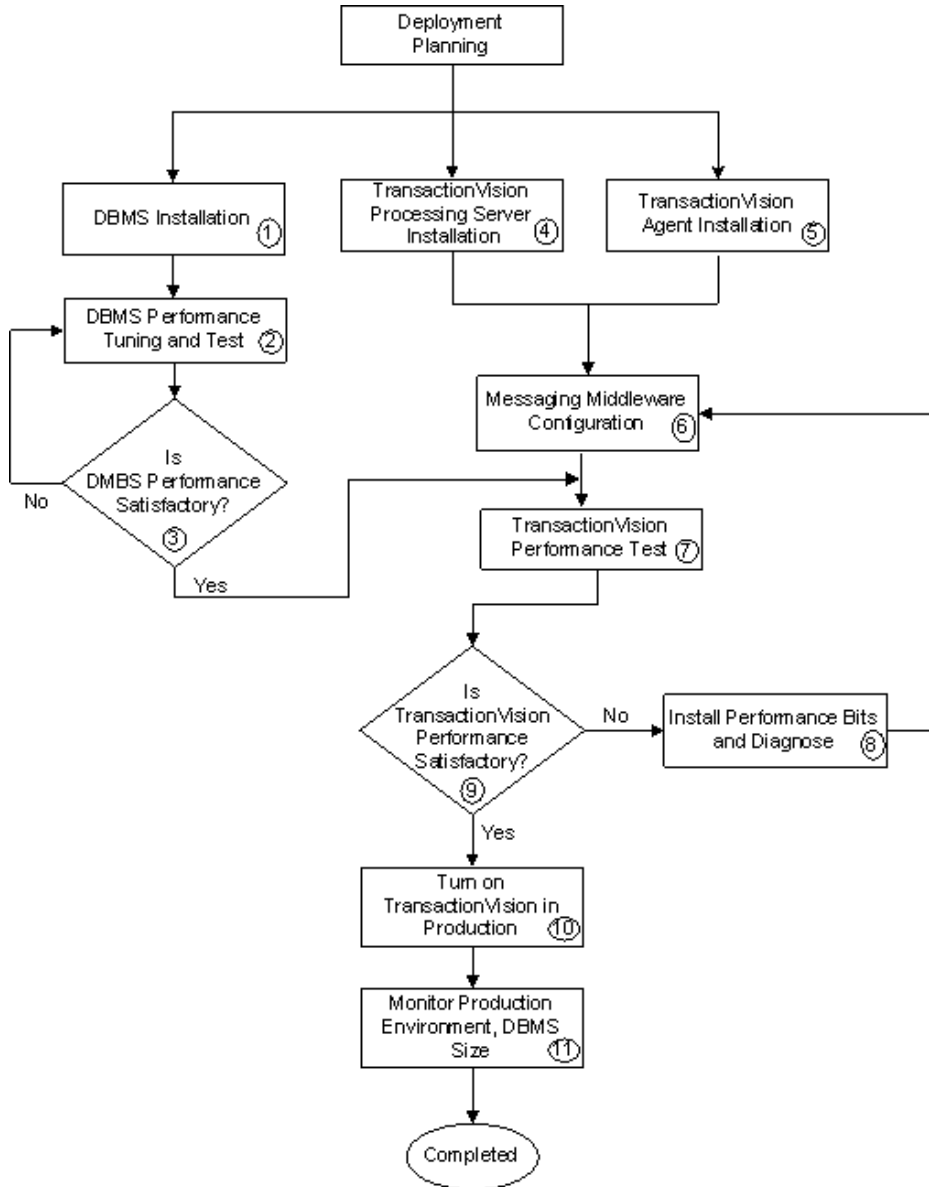 Deployment
Planning
DBMS Installation
1
TransactionVision
Processing Server
Installation
4
TransactionVision
Agent Installation
5
DBMS Performance
Tuning and Test
2
Messaging Middleware
Configuration
6
Is
DMBS Performance
Satisfactory?
3
No
Yes
TransactionVision
Performance Test
7
Is
TransactionVision
Performance
Satisfactory?
9
No
Install Performance Bits
and Diagnose
8
Yes
Turn on
TransactionVision in
Production
10
Monitor Production
Environment, DBMS
Size
11
Completed